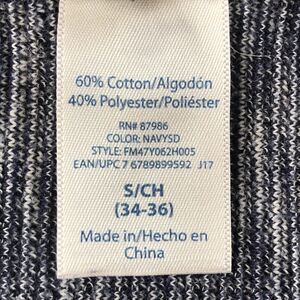 60% Cotton/Algodón
40% Polyester/Poliéster
RN# 87986
COLOR: NAVYSD
STYLE: FM47Y062H005
EAN/UPC 7 6789899592 J17
S/CH
(34-36)
Made in/Hecho en
China